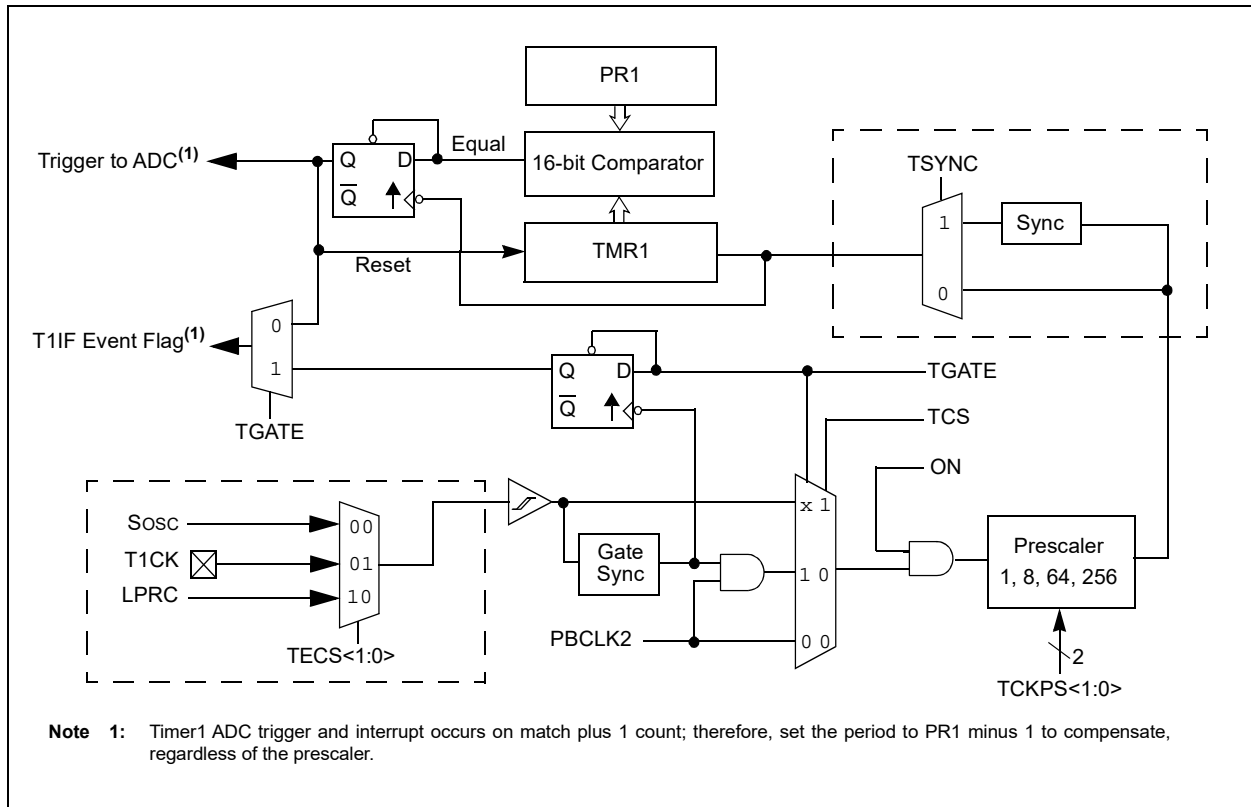 PR1
Equal
16-bit Comparator
Trigger to ADC(1)
Q D
Q
TSYNC
1
Sync
0
Reset
TMR1
T1IF Event Flag(1)
0
1
TGATE
Q D
Q
TGATE
TCS
ON
SOSC
T1CK
LPRC
00
01
10
TECS<1:0>
Gate
Sync
PBCLK2
x 1
1 0
0 0
Prescaler
1, 8, 64, 256
2
TCKPS<1:0>
Note 1: Timer1 ADC trigger and interrupt occurs on match plus 1 count; therefore, set the period to PR1 minus 1 to compensate,
regardless of the prescaler.